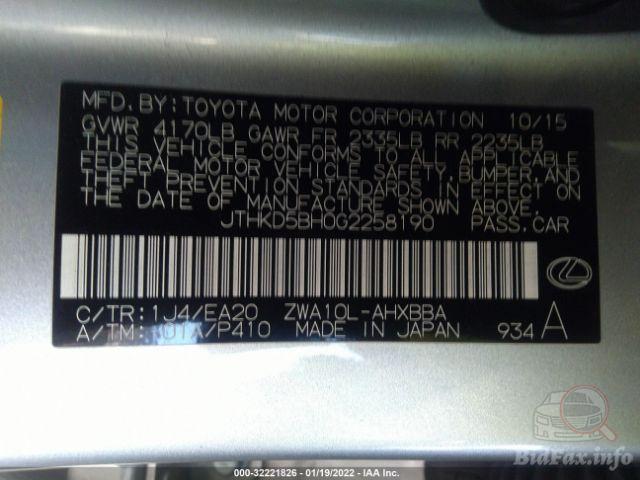 MFD.BY:TOYOTA MOTOR CORPORATION 10/15
GVWR 4170LB GAWR FR 2335LB RR 2235LB
THIS VEHICLE CONFORMS TO ALL APPLICABLE
FEDERAL MOTOR VEHICLE SAFETY,BUMPER,AND
THEFT PREVENTION STANDARDS IN EFFECT ON
THE DATE OF MANUFACTURE SHOWN ABOVE.
JTHKD5BH0G2258190 PASS.CAR
C/TR:1J4/EA20 ZWA10L-AHXBBA
A/TM: 01A/P410 MADE IN JAPAN 934 A
000-32221826 - 01/19/2022 - IAA Inc.
BidFax.info